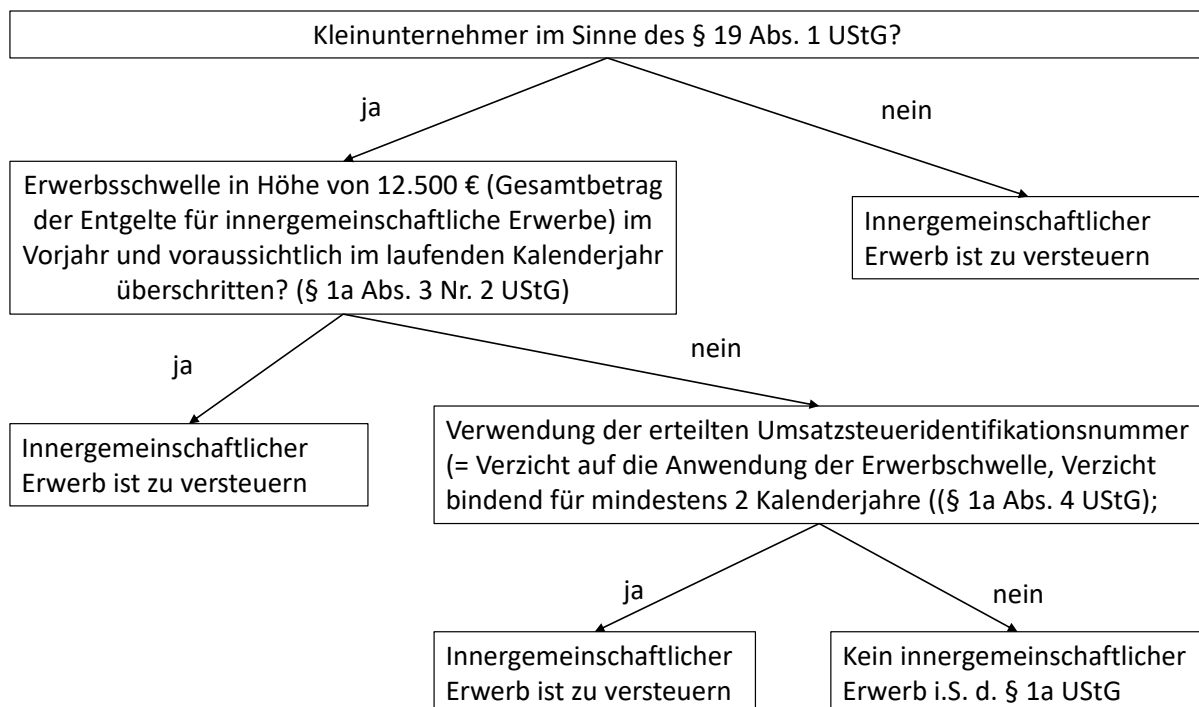 Kleinunternehmer im Sinne des § 19 Abs. 1 UStG?
ja
nein
Erwerbsschwelle in Höhe von 12.500 € (Gesamtbetrag
der Entgelte für innergemeinschaftliche Erwerbe) im
Vorjahr und voraussichtlich im laufenden Kalenderjahr
überschritten? (§ 1a Abs. 3 Nr. 2 UStG)
Innergemeinschaftlicher
Erwerb ist zu versteuern
ja
nein
Innergemeinschaftlicher
Erwerb ist zu versteuern
Verwendung der erteilten Umsatzsteueridentifikationsnummer
(= Verzicht auf die Anwendung der Erwerbschwelle, Verzicht
bindend für mindestens 2 Kalenderjahre ((§ 1a Abs. 4 UStG);
ja
nein
Innergemeinschaftlicher
Erwerb ist zu versteuern
Kein innergemeinschaftlicher
Erwerb i.S. d. § 1a UStG